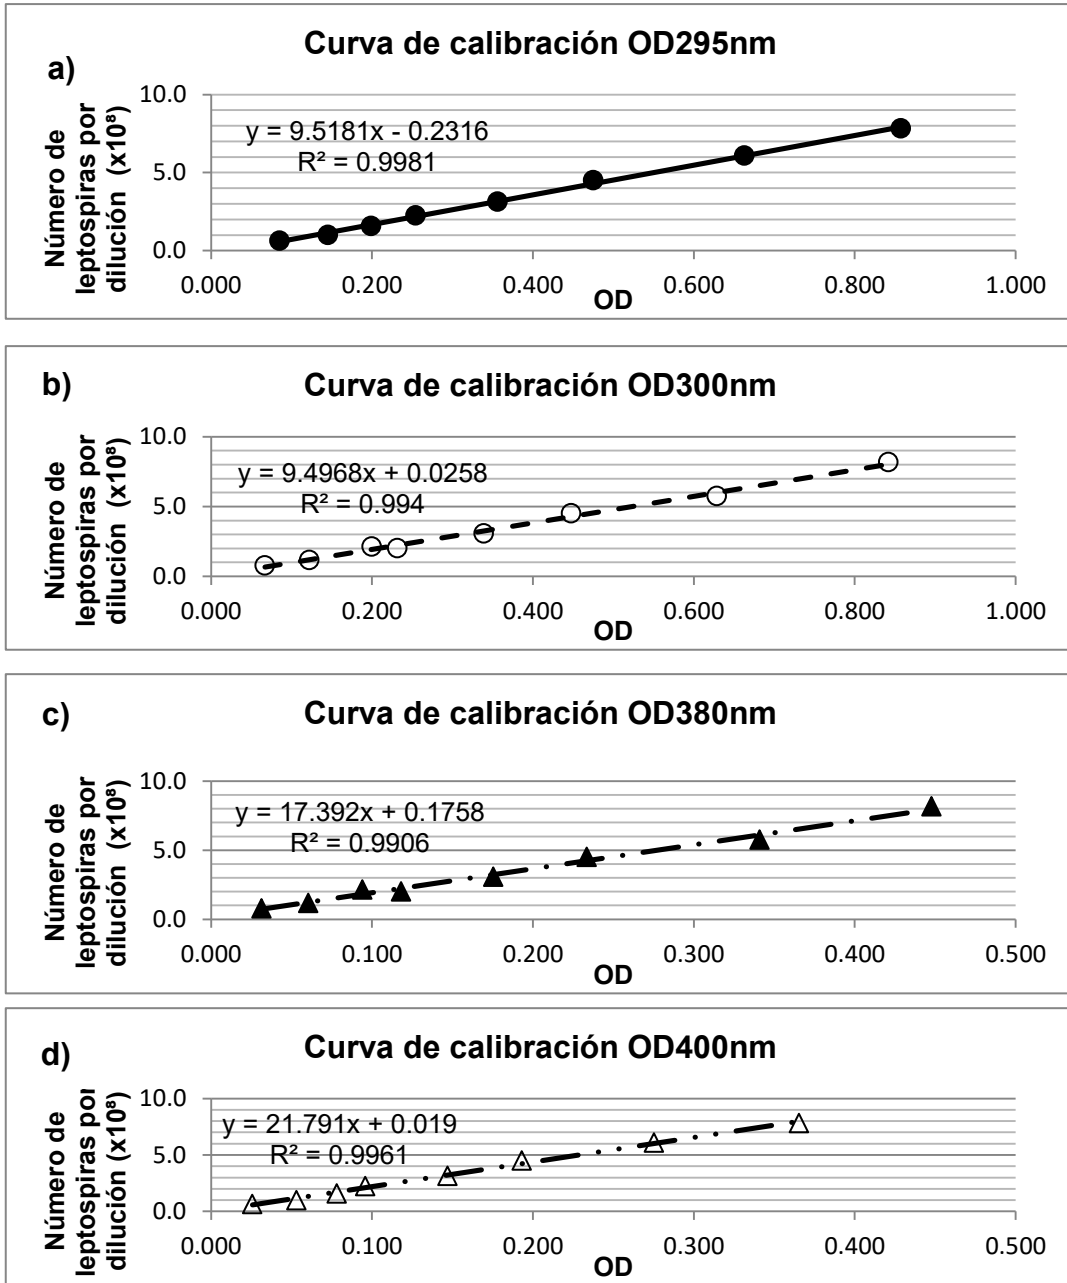 Curva de calibración OD295nm
a)
Número de
leptospiras por
dilución (x10⁸)
10.0
5.0
0.0
y = 9.5181x - 0.2316
R² = 0.9981
0.000 0.200 0.400 0.600 0.800 1.000
OD
Curva de calibración OD300nm
b)
Número de
leptospiras por
dilución (x10⁸)
10.0
5.0
0.0
y = 9.4968x + 0.0258
R² = 0.994
0.000 0.200 0.400 0.600 0.800 1.000
OD
Curva de calibración OD380nm
c)
Número de
leptospiras por
dilución (x10⁸)
10.0
5.0
0.0
y = 17.392x + 0.1758
R² = 0.9906
0.000 0.100 0.200 0.300 0.400 0.500
OD
Curva de calibración OD400nm
d)
Número de
leptospiras por
dilución (x10⁸)
10.0
5.0
0.0
y = 21.791x + 0.019
R² = 0.9961
0.000 0.100 0.200 0.300 0.400 0.500
OD